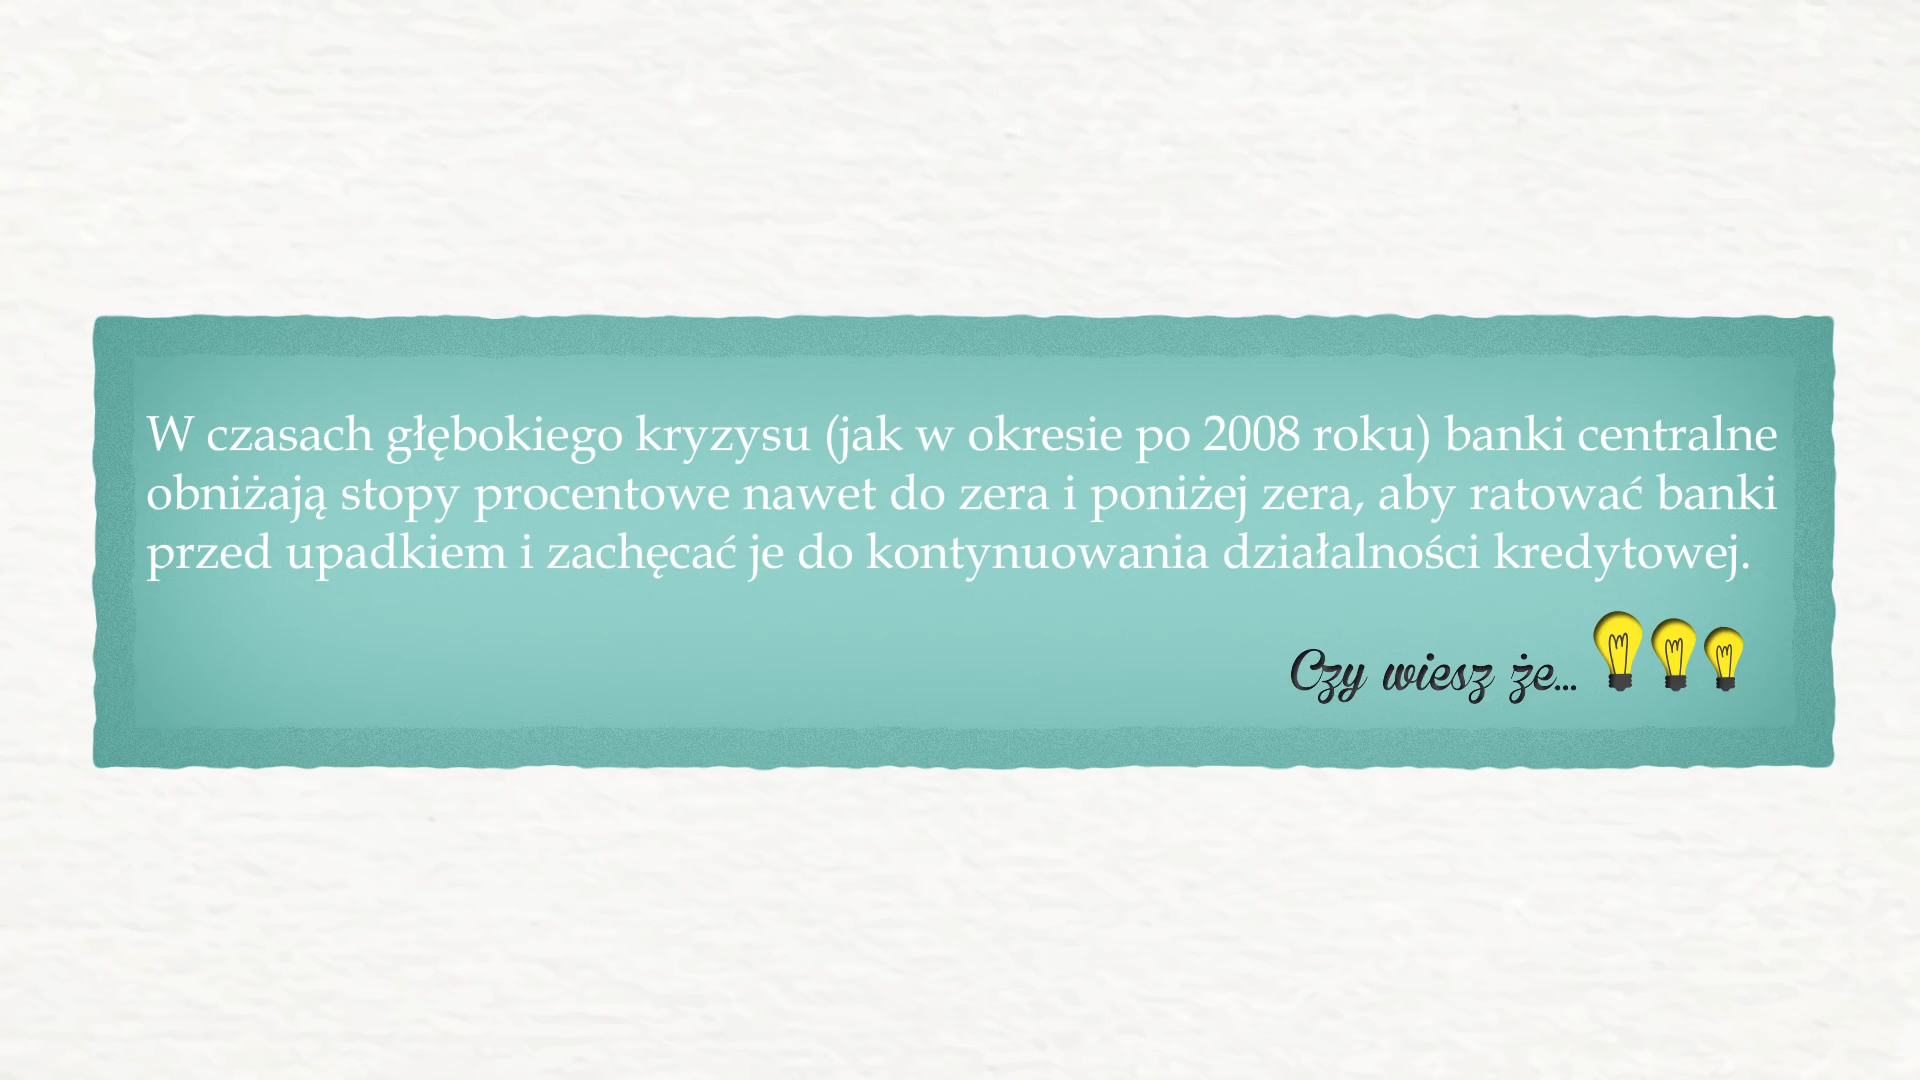 W czasach głębokiego kryzysu (jak w okresie po 2008 roku) banki centralne
obniżają stopy procentowe nawet do zera i poniżej zera, aby ratować banki
przed upadkiem i zachęcać je do kontynuowania działalności kredytowej.
Czy wiesz że...